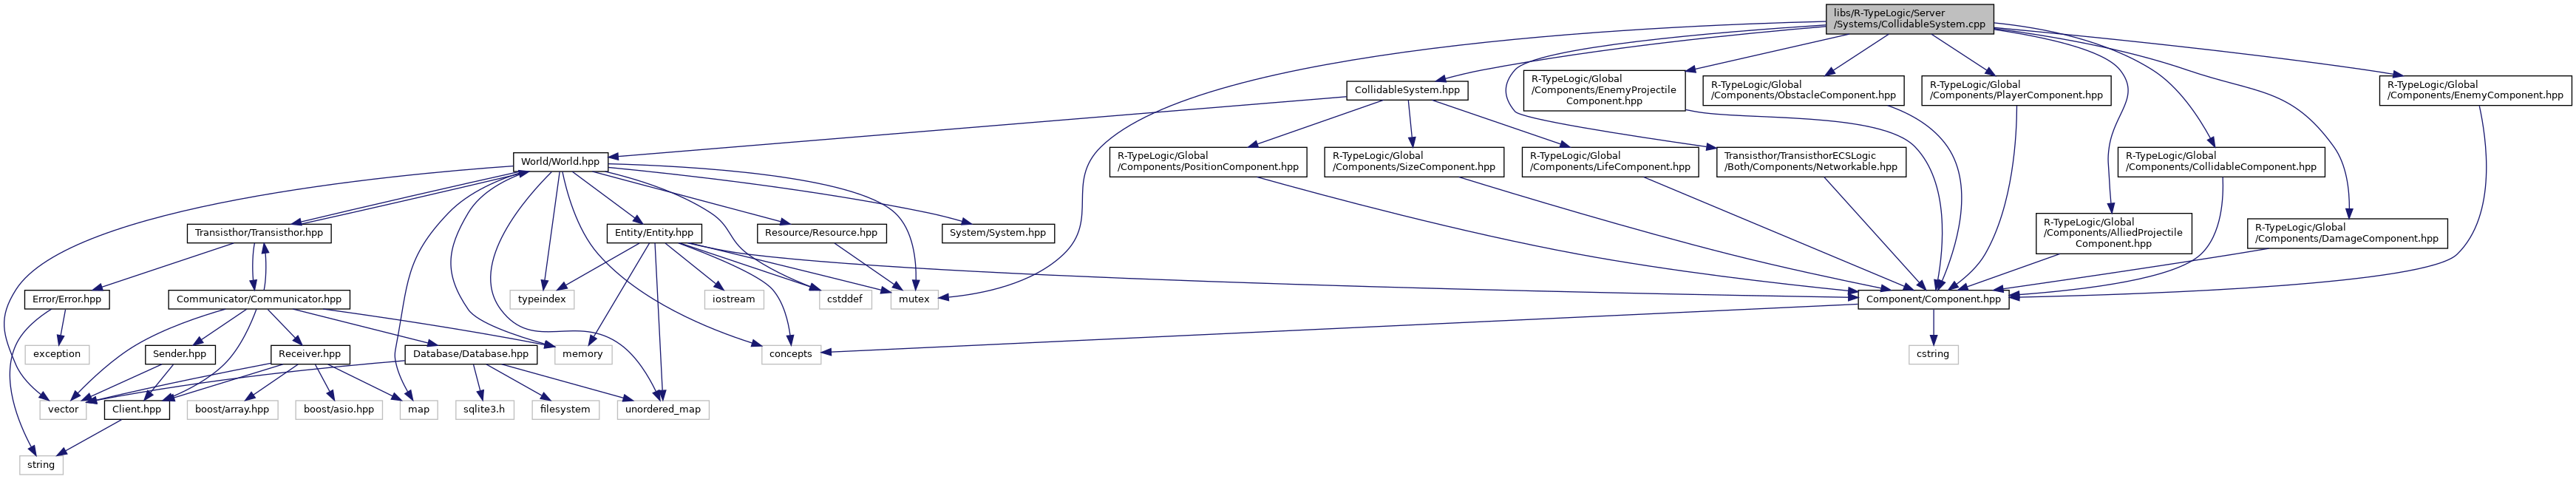 libs/R-TypeLogic/Server
/Systems/CollidableSystem.cpp
CollidableSystem.hpp
R-TypeLogic/Global
/Components/EnemyProjectile
Component.hpp
R-TypeLogic/Global
/Components/ObstacleComponent.hpp
R-TypeLogic/Global
/Components/PlayerComponent.hpp
R-TypeLogic/Global
/Components/EnemyComponent.hpp
World/World.hpp
R-TypeLogic/Global
/Components/PositionComponent.hpp
R-TypeLogic/Global
/Components/SizeComponent.hpp
R-TypeLogic/Global
/Components/LifeComponent.hpp
Transisthor/TransisthorECSLogic
/Both/Components/Networkable.hpp
R-TypeLogic/Global
/Components/CollidableComponent.hpp
Transisthor/Transisthor.hpp
Entity/Entity.hpp
Resource/Resource.hpp
System/System.hpp
R-TypeLogic/Global
/Components/AlliedProjectile
Component.hpp
R-TypeLogic/Global
/Components/DamageComponent.hpp
Error/Error.hpp
Communicator/Communicator.hpp
typeindex
iostream
cstddef
mutex
Component/Component.hpp
exception
Sender.hpp
Receiver.hpp
Database/Database.hpp
memory
concepts
cstring
vector
Client.hpp
boost/array.hpp
boost/asio.hpp
map
sqlite3.h
filesystem
unordered_map
string